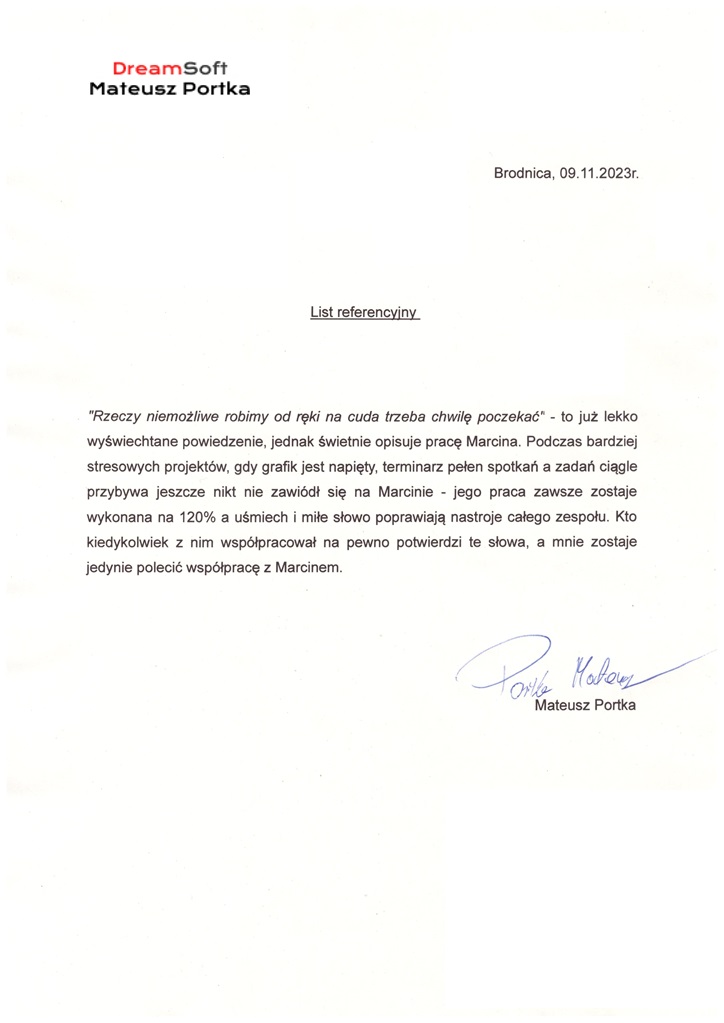 DreamSoft
Mateusz Portka
Brodnica, 09.11.2023r.
List referencyjny
"Rzeczy niemożliwe robimy od ręki na cuda trzeba chwilę poczekać" - to już lekko
wyświechtane powiedzenie, jednak świetnie opisuje pracę Marcina. Podczas bardziej
stresowych projektów, gdy grafik jest napięty, terminarz pełen spotkań a zadań ciągle
przybywa jeszcze nikt nie zawiódł się na Marcinie - jego praca zawsze zostaje
wykonana na 120% a uśmiech i miłe słowo poprawiają nastroje całego zespołu. Kto
kiedykolwiek z nim współpracował na pewno potwierdzi te słowa, a mnie zostaje
jedynie polecić współpracę z Marcinem.
Portka Mateusz
Mateusz Portka